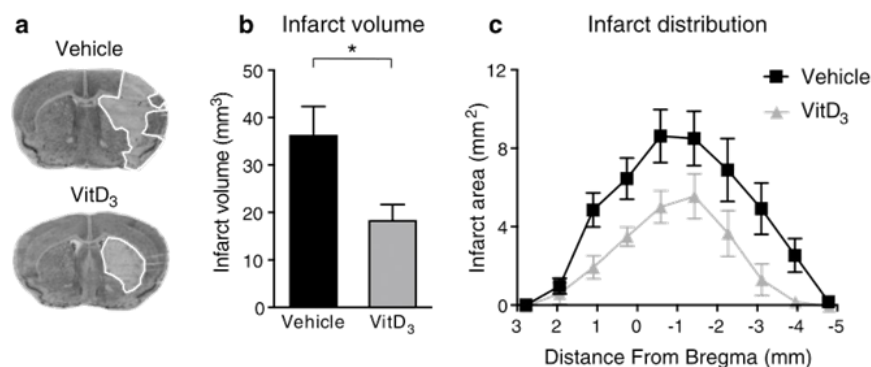 a
Vehicle
VitD3
b Infarct volume
*
Infarct volume (mm3)
50
40
30
20
10
0
Vehicle VitD3
c Infarct distribution
Vehicle
VitD3
Infarct area (mm2)
12
8
4
0
3 2 1 0 -1 -2 -3 -4 -5
Distance From Bregma (mm)